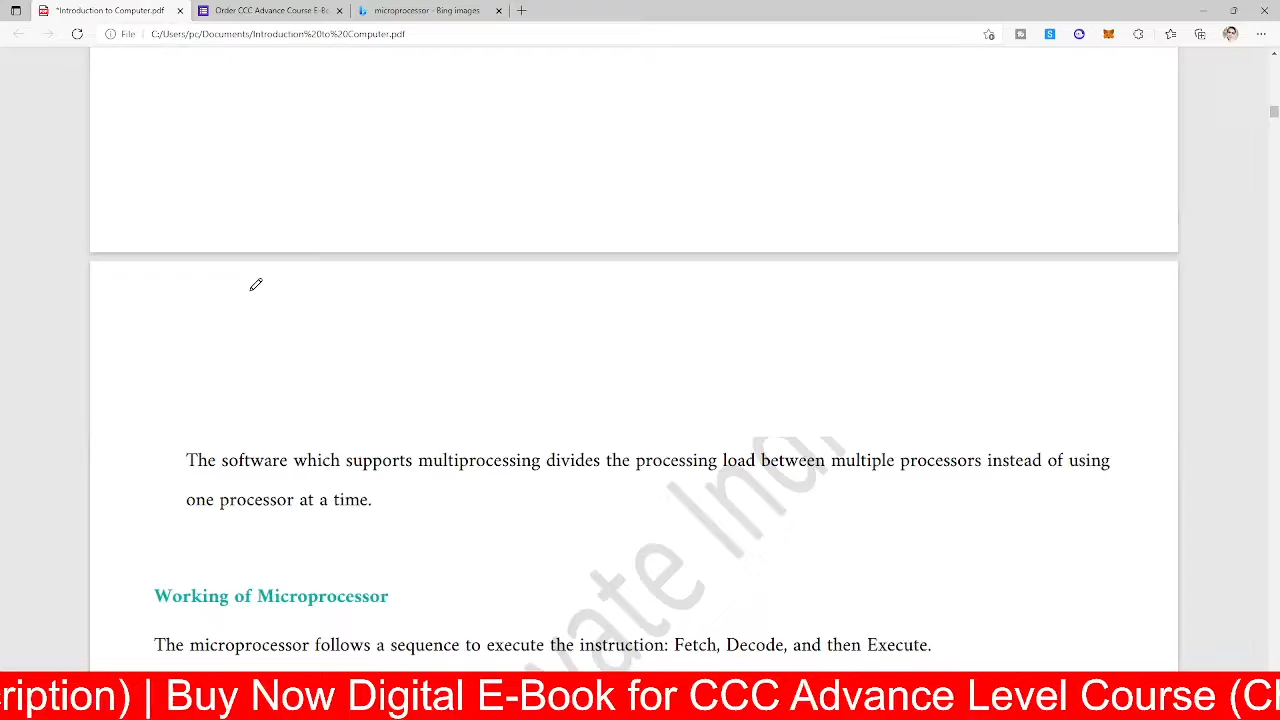 *Introduction to Computer.pdf
Order CCC Advance Course E-Bo
microprocessor - Bing images
File
C:/Users/pc/Documents/Introduction%20to%20Computer.pdf
The software which supports multiprocessing divides the processing load between multiple processors instead of using
one processor at a time.
Working of Microprocessor
The microprocessor follows a sequence to execute the instruction: Fetch, Decode, and then Execute.
cription) | Buy Now Digital E-Book for CCC Advance Level Course (Cl